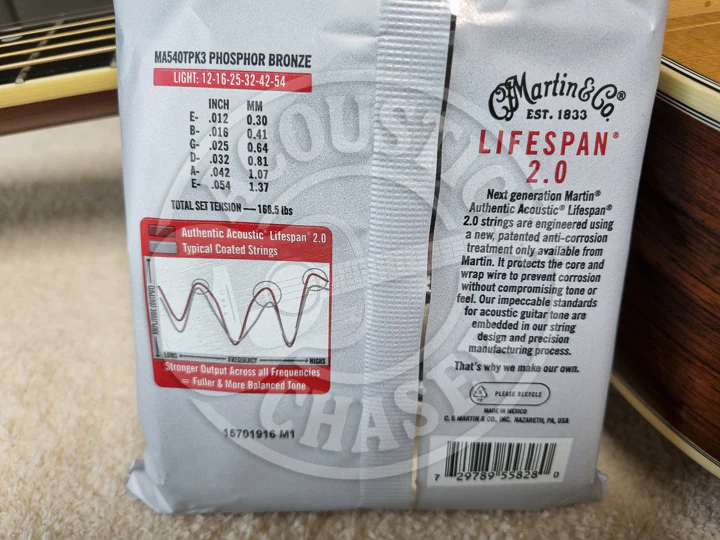 MA540TPK3 PHOSPHOR BRONZE
LIGHT: 12-16-25-32-42-54
INCH MM
E- .012 0.30
B- .016 0.41
G- .025 0.64
D- .032 0.81
A- .042 1.07
E- .054 1.37
TOTAL SET TENSION — 168.5 lbs
Authentic Acoustic® Lifespan® 2.0
Typical Coated Strings
AMPLITUDE (OUTPUT)
LOWS FREQUENCY HIGHS
Stronger Output Across all Frequencies
= Fuller & More Balanced Tone
15701916 M1
CF Martin & Co.®
EST. 1833
LIFESPAN®
2.0
Next generation Martin®
Authentic Acoustic® Lifespan®
2.0 strings are engineered using
a new, patented anti-corrosion
treatment only available from
Martin. It protects the core and
wrap wire to prevent corrosion
without compromising tone or
feel. Our impeccable standards
for acoustic guitar tone are
embedded in our string
design and precision
manufacturing process.
That's why we make our own.
PLEASE RECYCLE
MADE IN MEXICO
C. F. MARTIN & CO., INC. NAZARETH, PA, USA
7 29789 55828 0
ACOUSTIC
CHASER